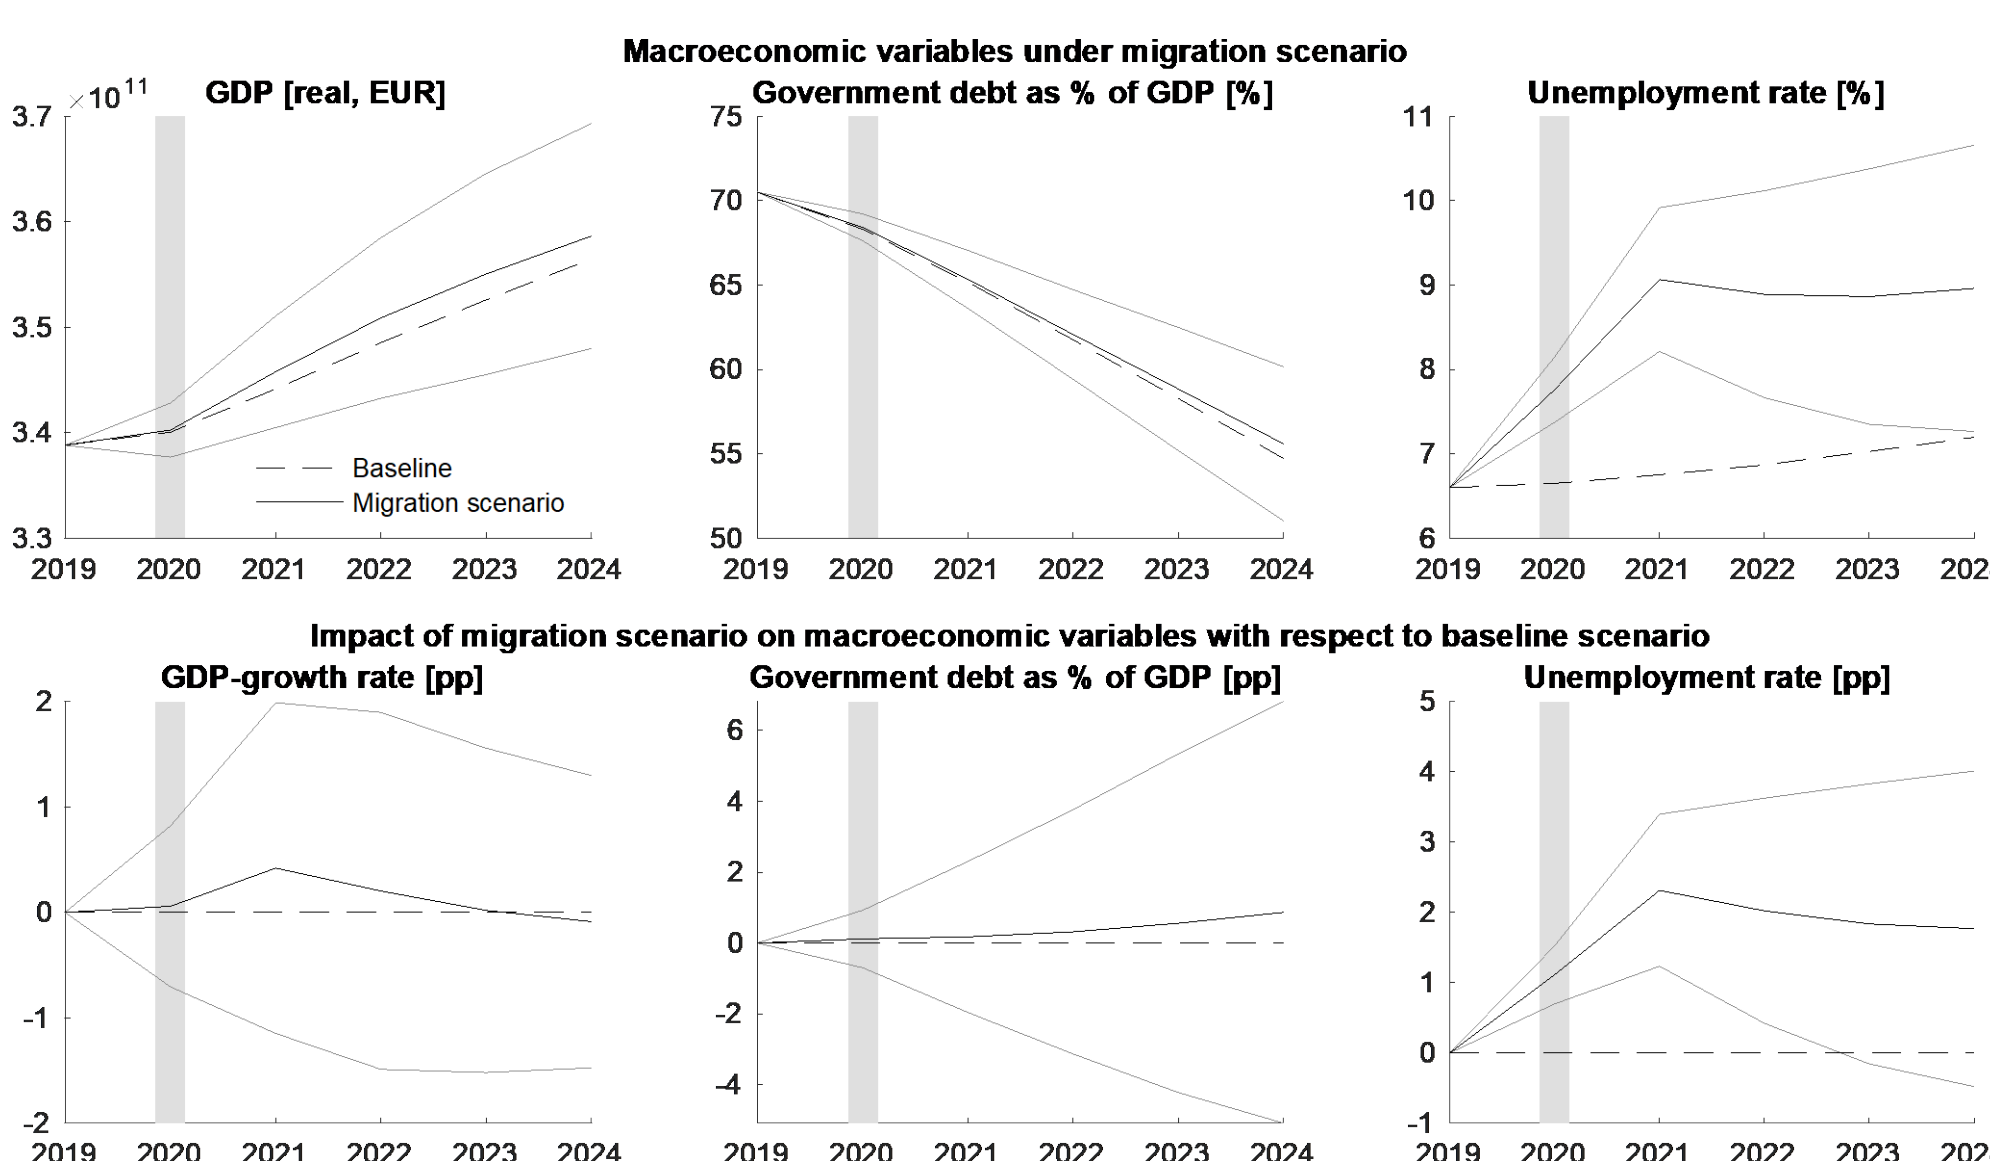 Macroeconomic variables under migration scenario
GDP [real, EUR]
× 10 11
3.7
3.6
3.5
3.4
3.3
2019 2020 2021 2022 2023 2024
Baseline
Migration scenario
Government debt as % of GDP [%]
75
70
65
60
55
50
2019 2020 2021 2022 2023 2024
Unemployment rate [%]
11
10
9
8
7
6
2019 2020 2021 2022 2023 202
Impact of migration scenario on macroeconomic variables with respect to baseline scenario
GDP-growth rate [pp]
2
1
0
-1
-2
2019 2020 2021 2022 2023 2024
Government debt as % of GDP [pp]
6
4
2
0
-2
-4
2019 2020 2021 2022 2023 2024
Unemployment rate [pp]
5
4
3
2
1
0
-1
2019 2020 2021 2022 2023 202